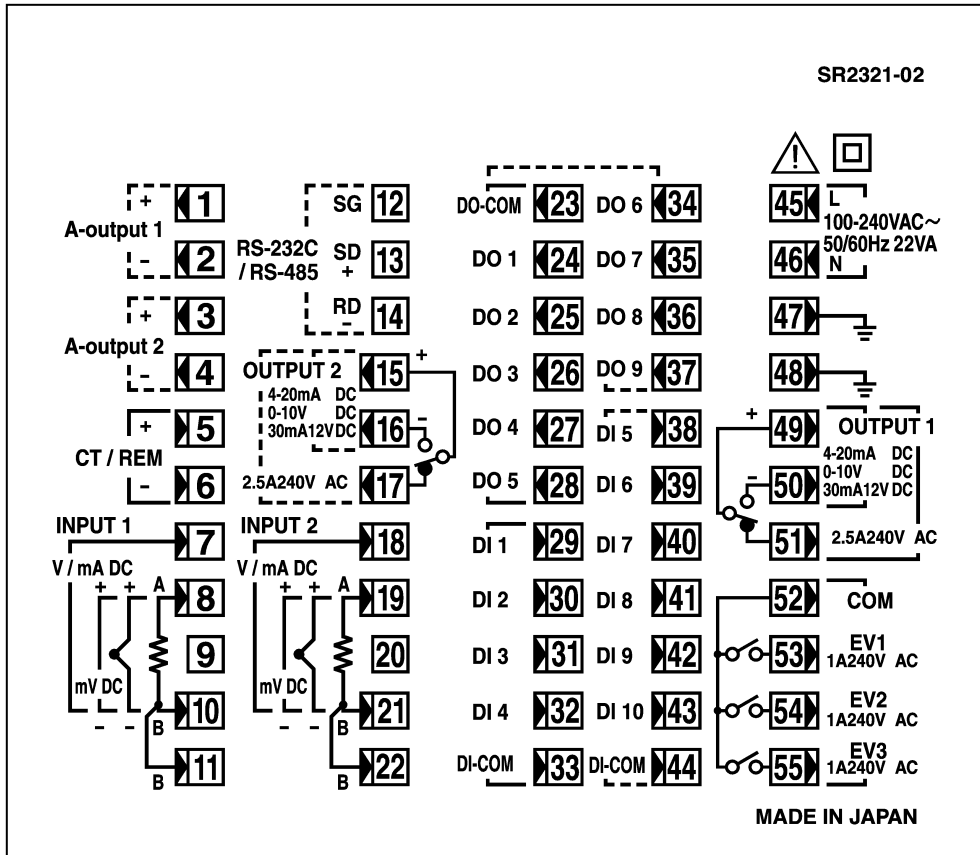 SR2321-02
+ 1
A-output 1
- 2
+ 3
A-output 2
- 4
+ 5
CT / REM
- 6
INPUT 1 7
V / mA DC
+ + A 8
9
mV DC
10
- - B
11
B
SG 12
RS-232C
/ RS-485
SD
+ 13
RD
- 14
OUTPUT 2 15 +
4-20mA DC
0-10V DC
30mA12V DC 16 -
2.5A240V AC 17
INPUT 2 18
V / mA DC
+ + A 19
20
mV DC
21
- - B
22
B
DO-COM 23
DO 1 24
DO 2 25
DO 3 26
DO 4 27
DO 5 28
DI 1 29
DI 2 30
DI 3 31
DI 4 32
DI-COM 33
DO 6 34
DO 7 35
DO 8 36
DO 9 37
DI 5 38
DI 6 39
DI 7 40
DI 8 41
DI 9 42
DI 10 43
DI-COM 44
!
45 L
100-240VAC~
50/60Hz 22VA
46 N
47
48
+ 49 OUTPUT 1
4-20mA DC
0-10V DC
- 50 30mA12V DC
51 2.5A240V AC
52 COM
53 EV1
1A240V AC
54 EV2
1A240V AC
55 EV3
1A240V AC
MADE IN JAPAN